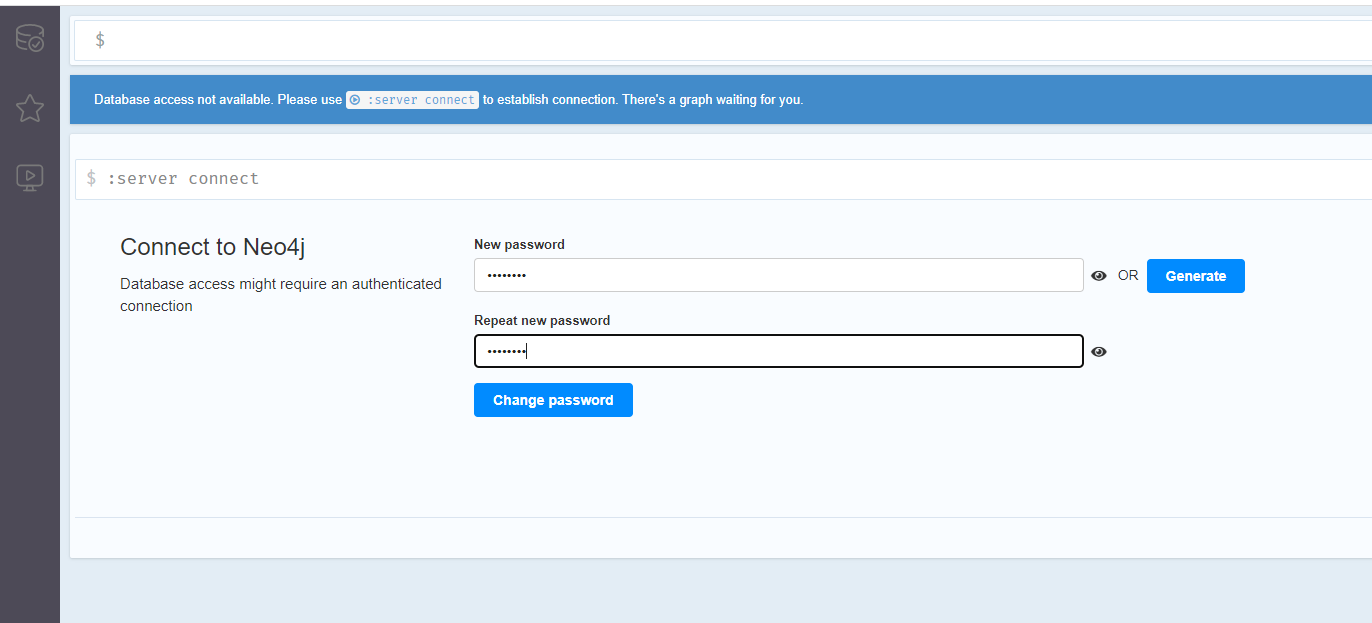 $
Database access not available. Please use :server connect to establish connection. There's a graph waiting for you.
$ :server connect
Connect to Neo4j
Database access might require an authenticated
connection
New password
••••••••
OR
Generate
Repeat new password
••••••••
Change password